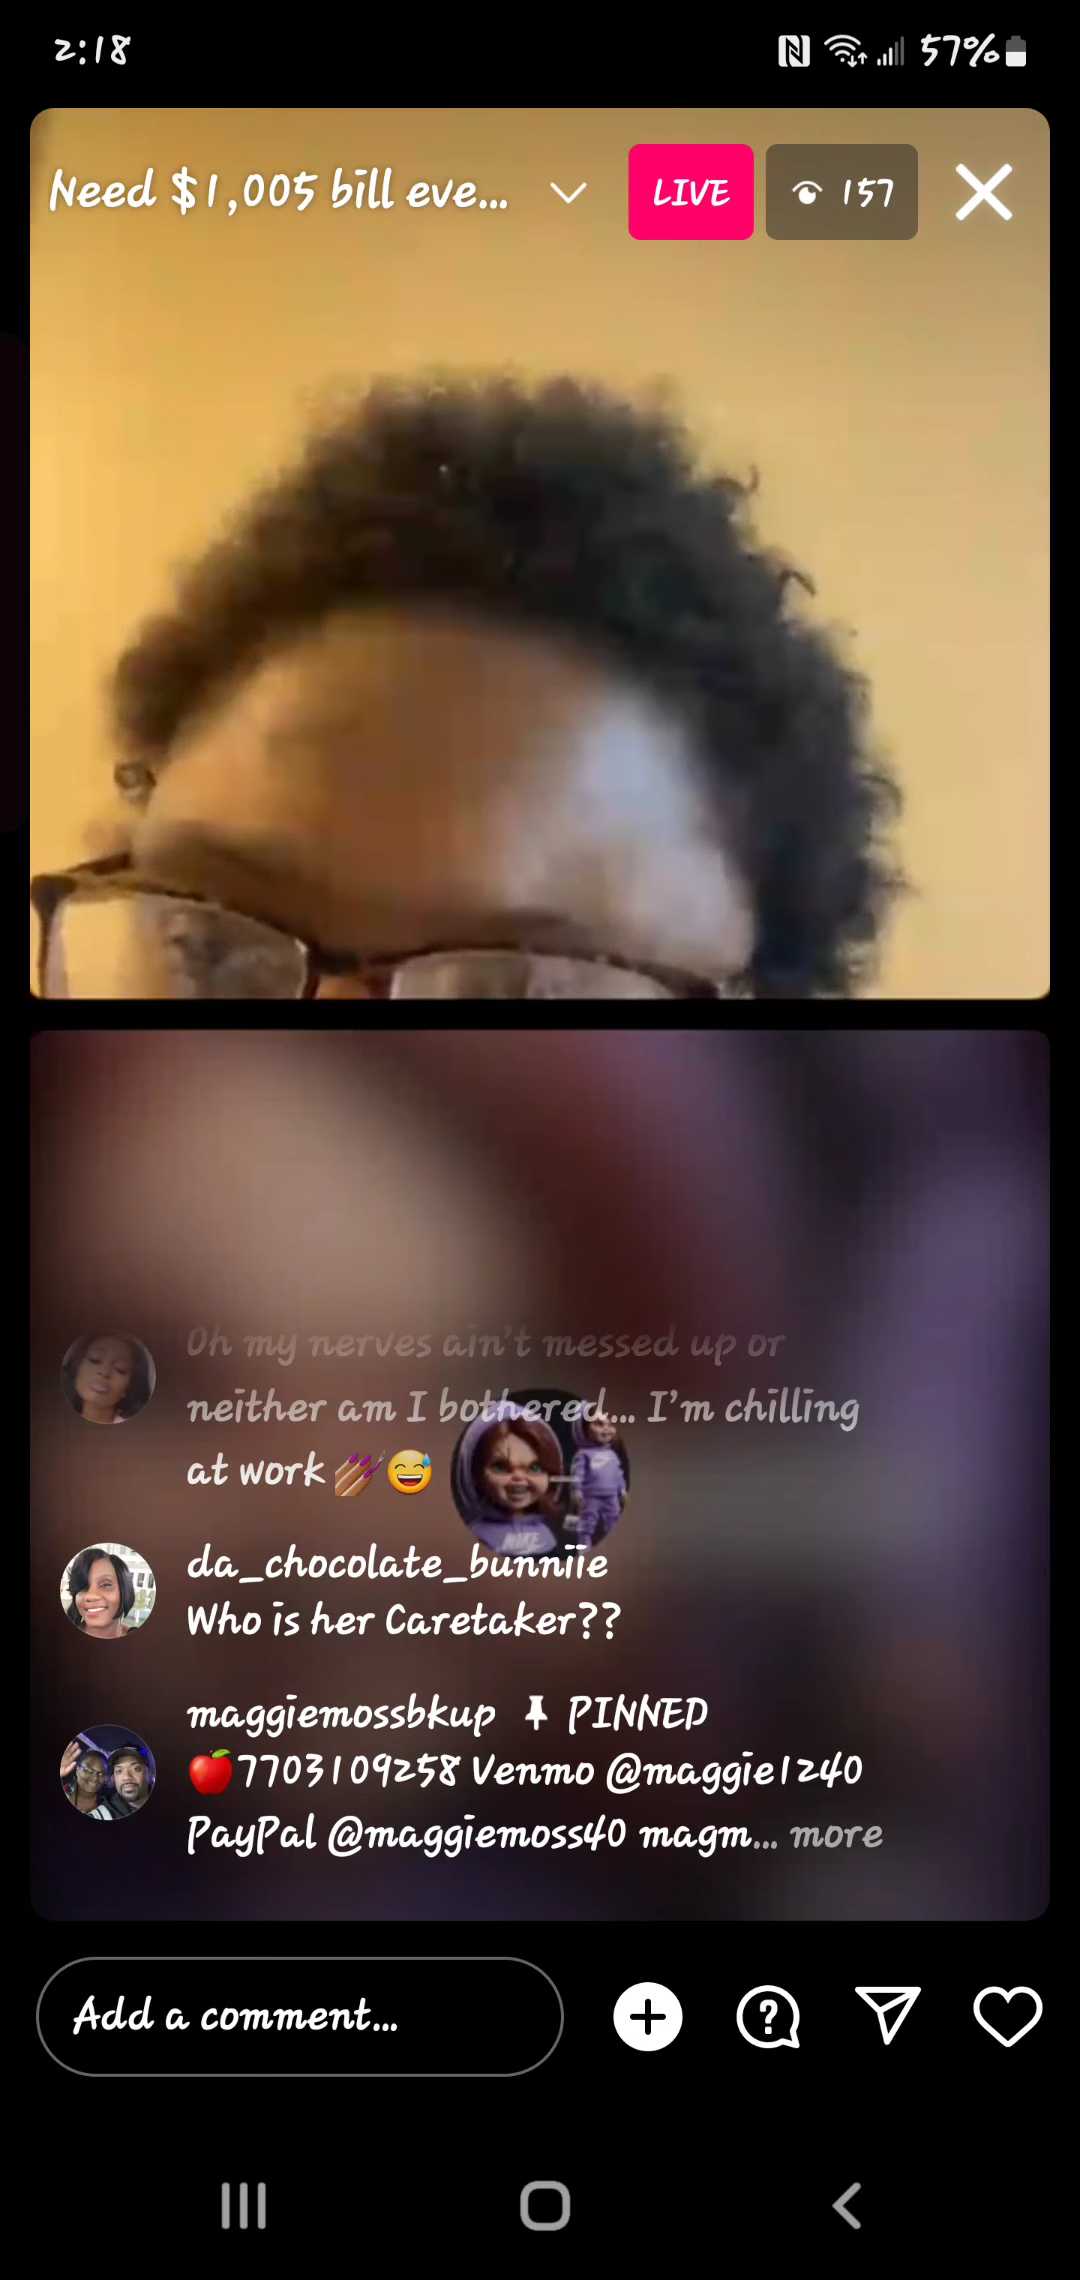 2:18 57%
Need $1,005 bill eve... LIVE 157
Oh my nerves ain't messed up or
neither am I bothered... I'm chilling
at work 💅🏾😅
NIKE
da_chocolate_bunniie
Who is her Caretaker??
maggiemossbkup 📌 PINNED
🍎7703109258 Venmo @maggie1240
PayPal @maggiemoss40 magm... more
Add a comment...